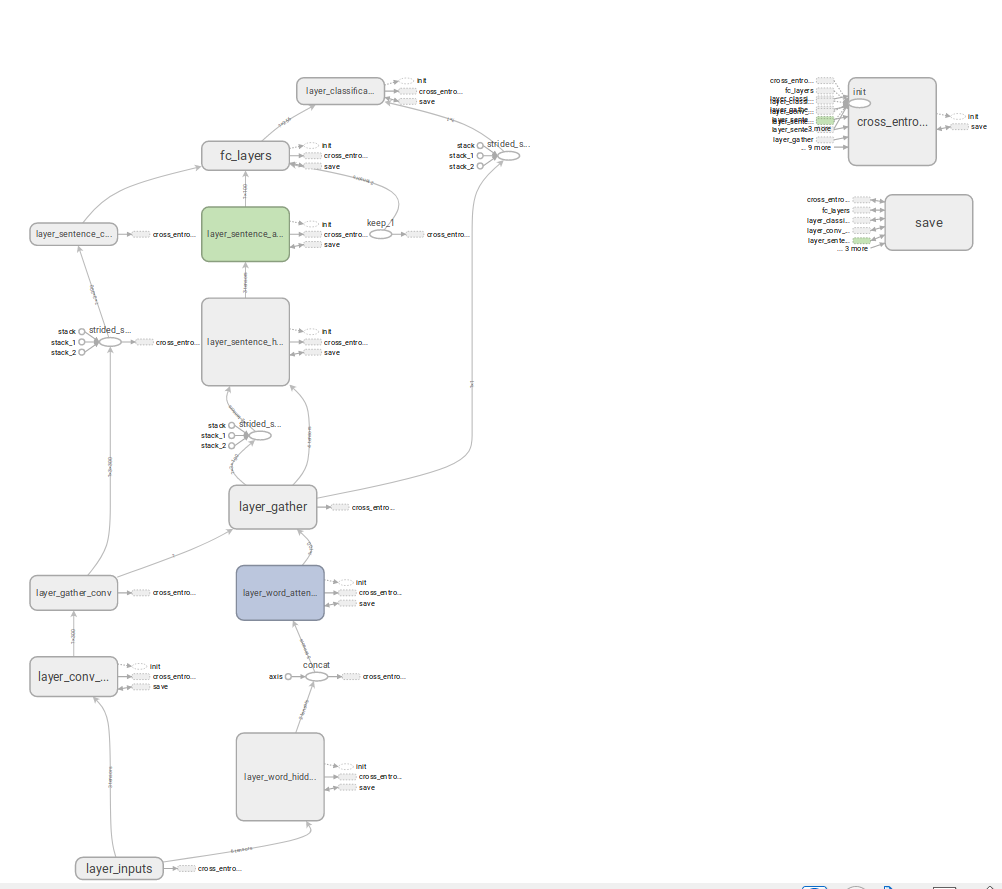 layer_classifica...
init
cross_entro...
save
fc_layers
init
cross_entro...
save
stack
stack_1
stack_2
strided_s...
layer_sentence_c...
cross_entro...
layer_sentence_a...
init
cross_entro...
save
keep_1
cross_entro...
stack
stack_1
stack_2
strided_s...
cross_entro...
layer_sentence_h...
init
cross_entro...
save
stack
stack_1
stack_2
strided_s...
layer_gather
cross_entro...
layer_gather_conv
cross_entro...
layer_word_atten...
init
cross_entro...
save
layer_conv_...
init
cross_entro...
save
concat
axis
cross_entro...
layer_word_hidd...
init
cross_entro...
save
layer_inputs
cross_entro...
cross_entro...
fc_layers
layer_sente...
3 more
layer_gather
... 9 more
init
cross_entro...
init
save
cross_entro...
fc_layers
layer_classi...
layer_conv_...
layer_sente...
... 3 more
save